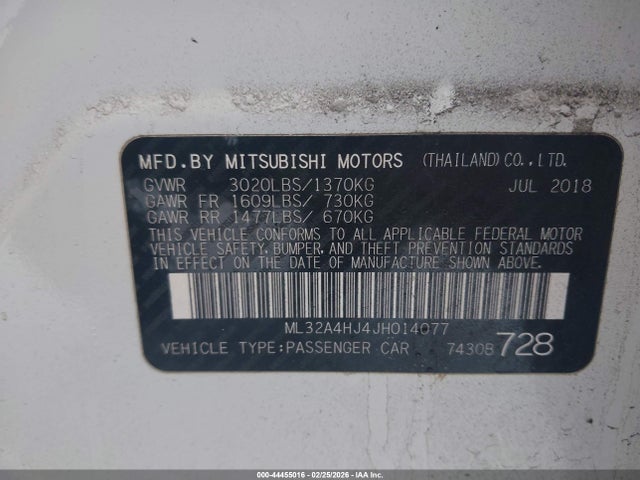 MFD.BY MITSUBISHI MOTORS (THAILAND)CO.,LTD.
GVWR 3020LBS/1370KG JUL 2018
GAWR FR 1609LBS/ 730KG
GAWR RR 1477LBS/ 670KG
THIS VEHICLE CONFORMS TO ALL APPLICABLE FEDERAL MOTOR
VEHICLE SAFETY, BUMPER, AND THEFT PREVENTION STANDARDS
IN EFFECT ON THE DATE OF MANUFACTURE SHOWN ABOVE.
ML32A4HJ4JH014077
VEHICLE TYPE:PASSENGER CAR 7430B 728
000-44455016 - 02/25/2026 - IAA Inc.